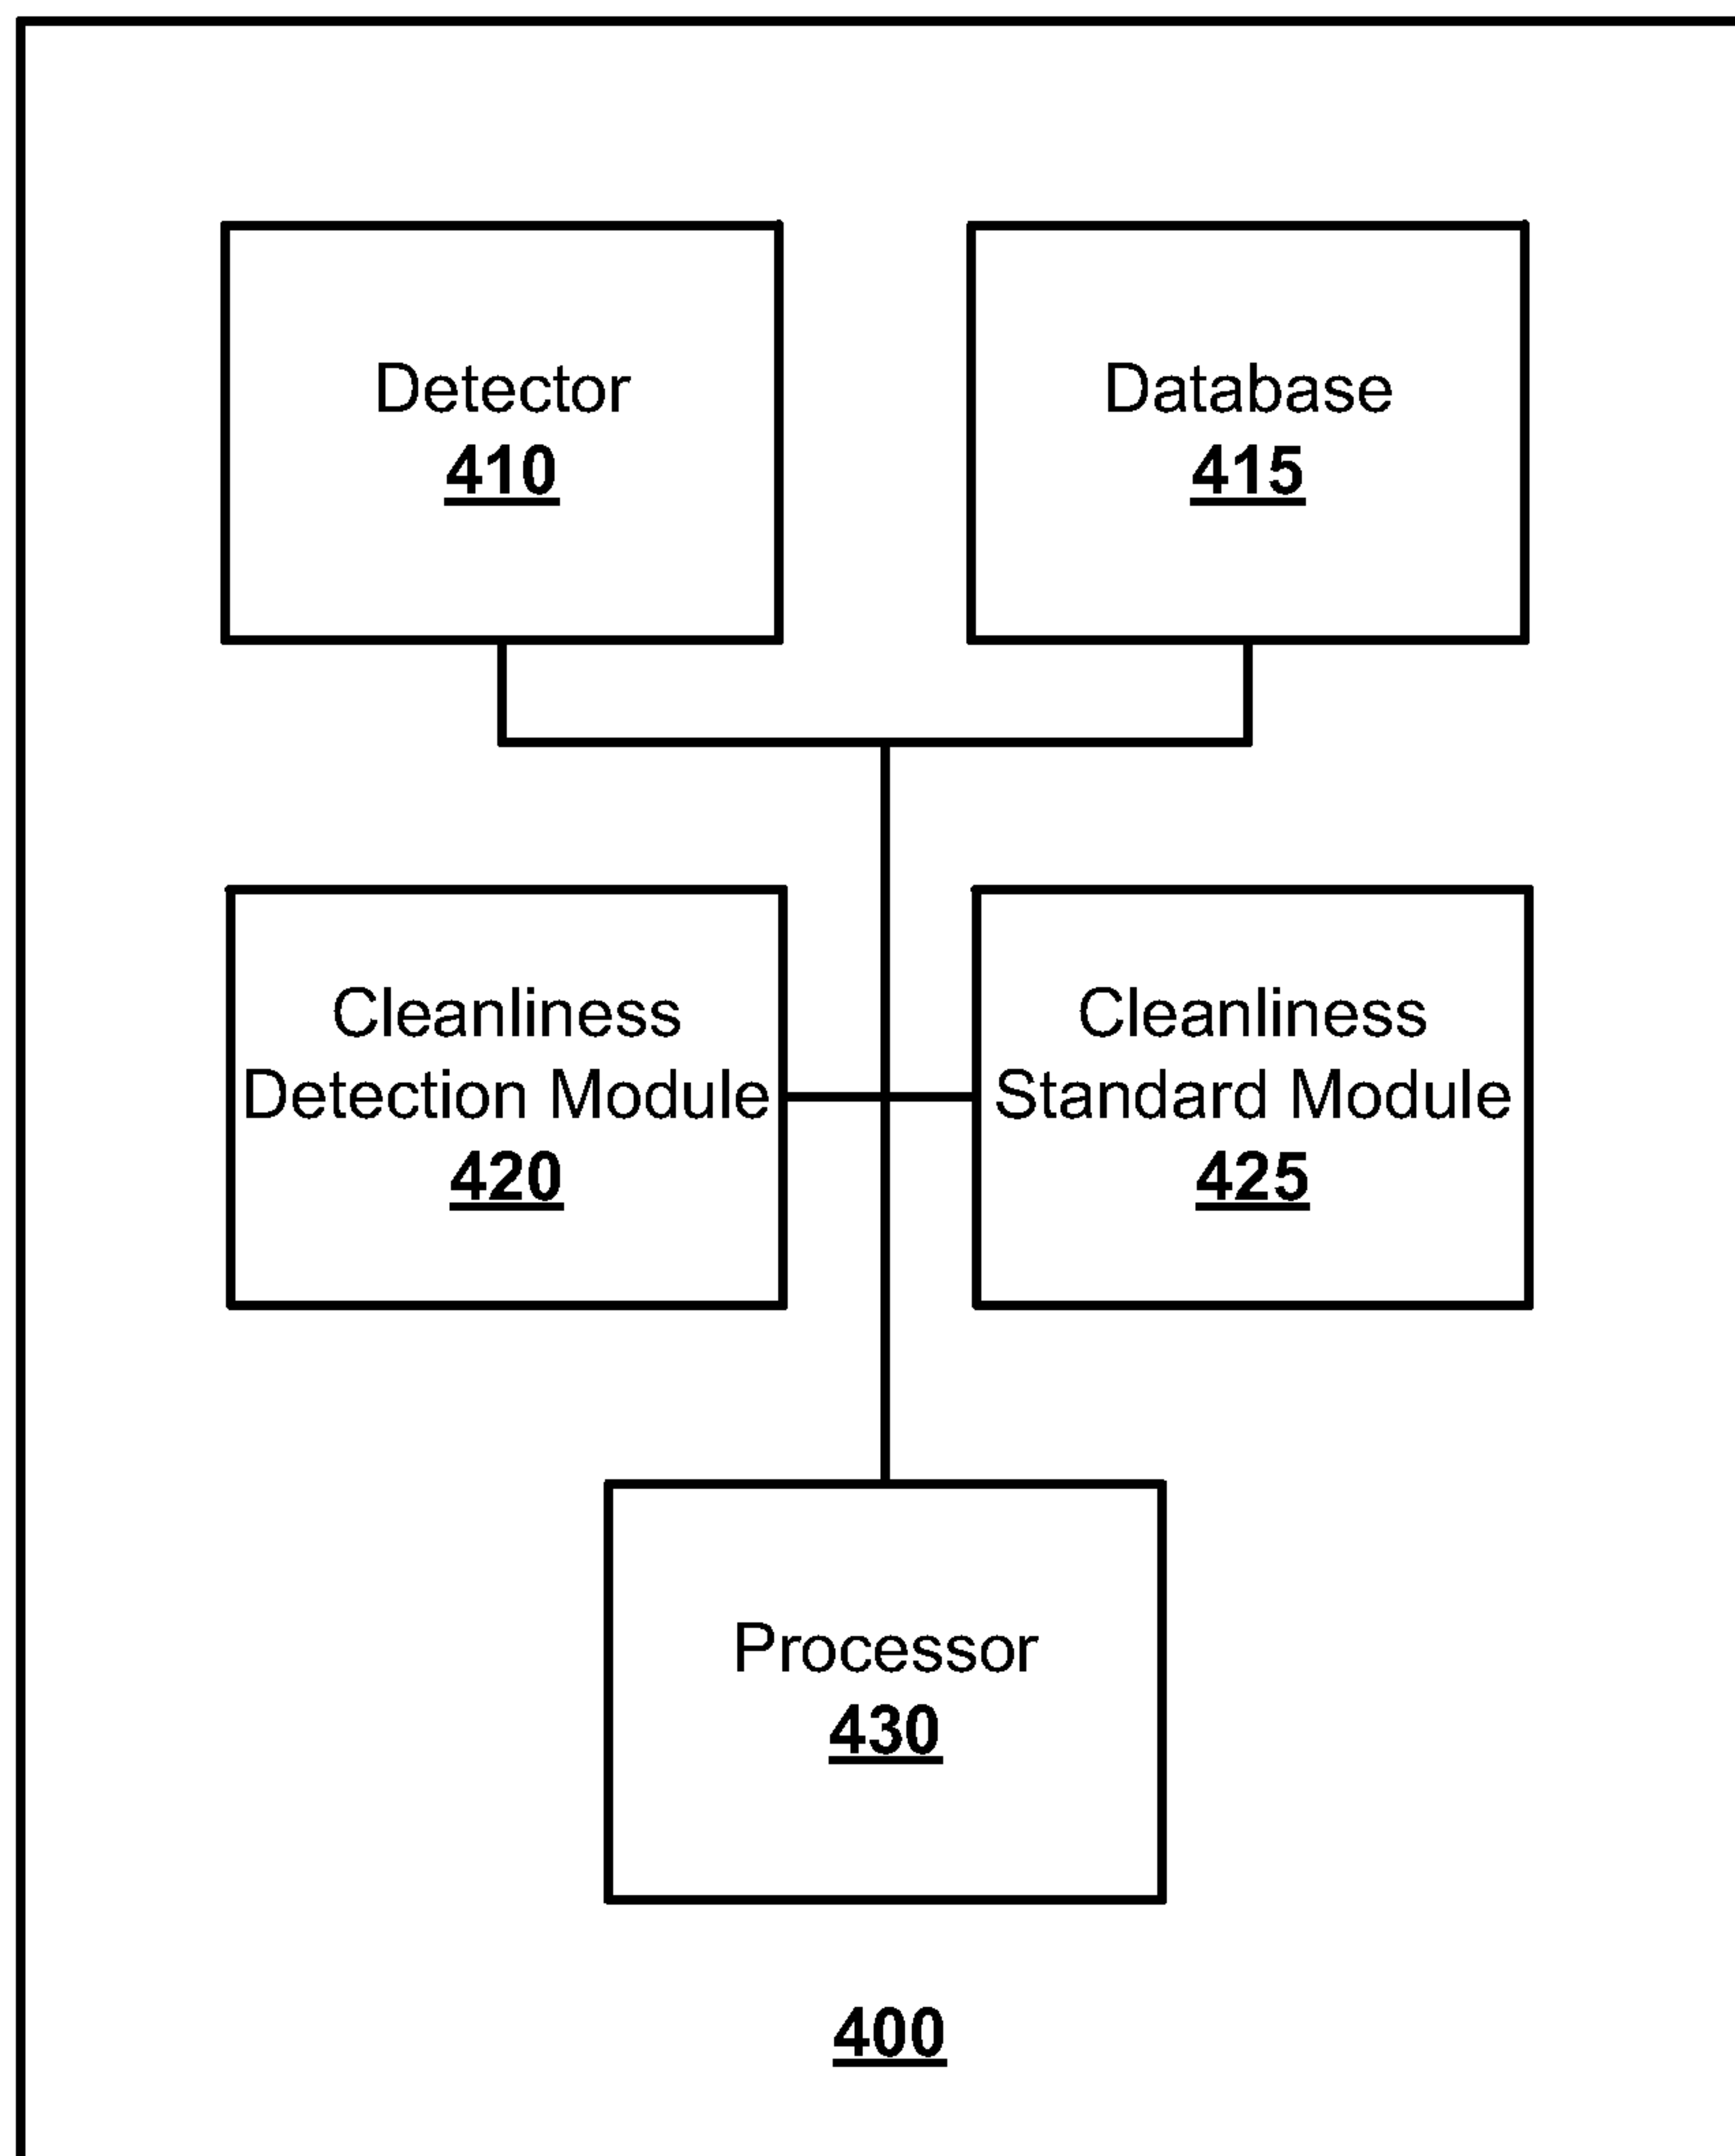 Detector
410
Database
415
Cleanliness
Detection Module
420
Cleanliness
Standard Module
425
Processor
430
400